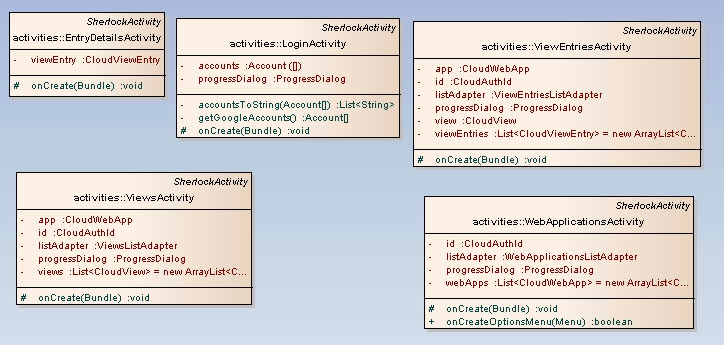 SherlockActivity
activities::EntryDetailsActivity
- viewEntry :CloudViewEntry
# onCreate(Bundle) :void
SherlockActivity
activities::LoginActivity
- accounts :Account ([])
- progressDialog :ProgressDialog
- accountsToString(Account[]) :List<String>
- getGoogleAccounts() :Account[]
# onCreate(Bundle) :void
SherlockActivity
activities::ViewEntriesActivity
- app :CloudWebApp
- id :CloudAuthId
- listAdapter :ViewEntriesListAdapter
- progressDialog :ProgressDialog
- view :CloudView
- viewEntries :List<CloudViewEntry> = new ArrayList<C...
# onCreate(Bundle) :void
SherlockActivity
activities::ViewsActivity
- app :CloudWebApp
- id :CloudAuthId
- listAdapter :ViewsListAdapter
- progressDialog :ProgressDialog
- views :List<CloudView> = new ArrayList<C...
# onCreate(Bundle) :void
SherlockActivity
activities::WebApplicationsActivity
- id :CloudAuthId
- listAdapter :WebApplicationsListAdapter
- progressDialog :ProgressDialog
- webApps :List<CloudWebApp> = new ArrayList<C...
# onCreate(Bundle) :void
+ onCreateOptionsMenu(Menu) :boolean